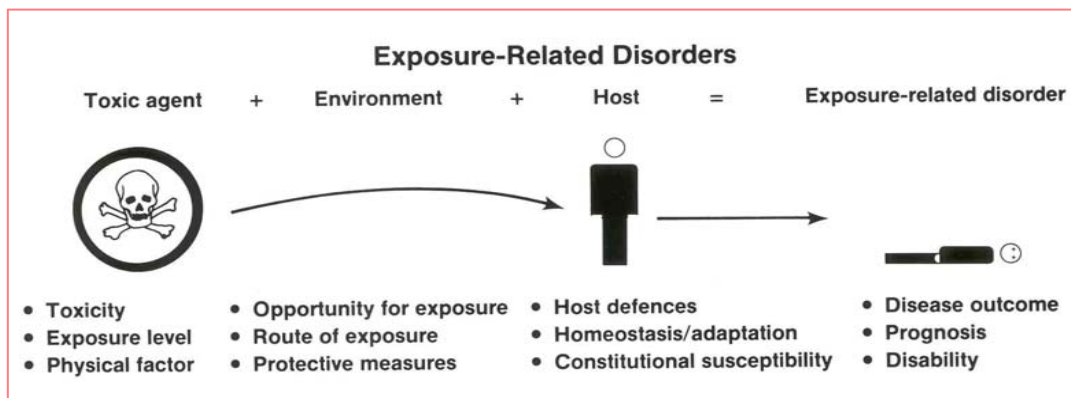 Exposure-Related Disorders
Toxic agent + Environment + Host = Exposure-related disorder
• Toxicity
• Exposure level
• Physical factor
• Opportunity for exposure
• Route of exposure
• Protective measures
• Host defences
• Homeostasis/adaptation
• Constitutional susceptibility
• Disease outcome
• Prognosis
• Disability